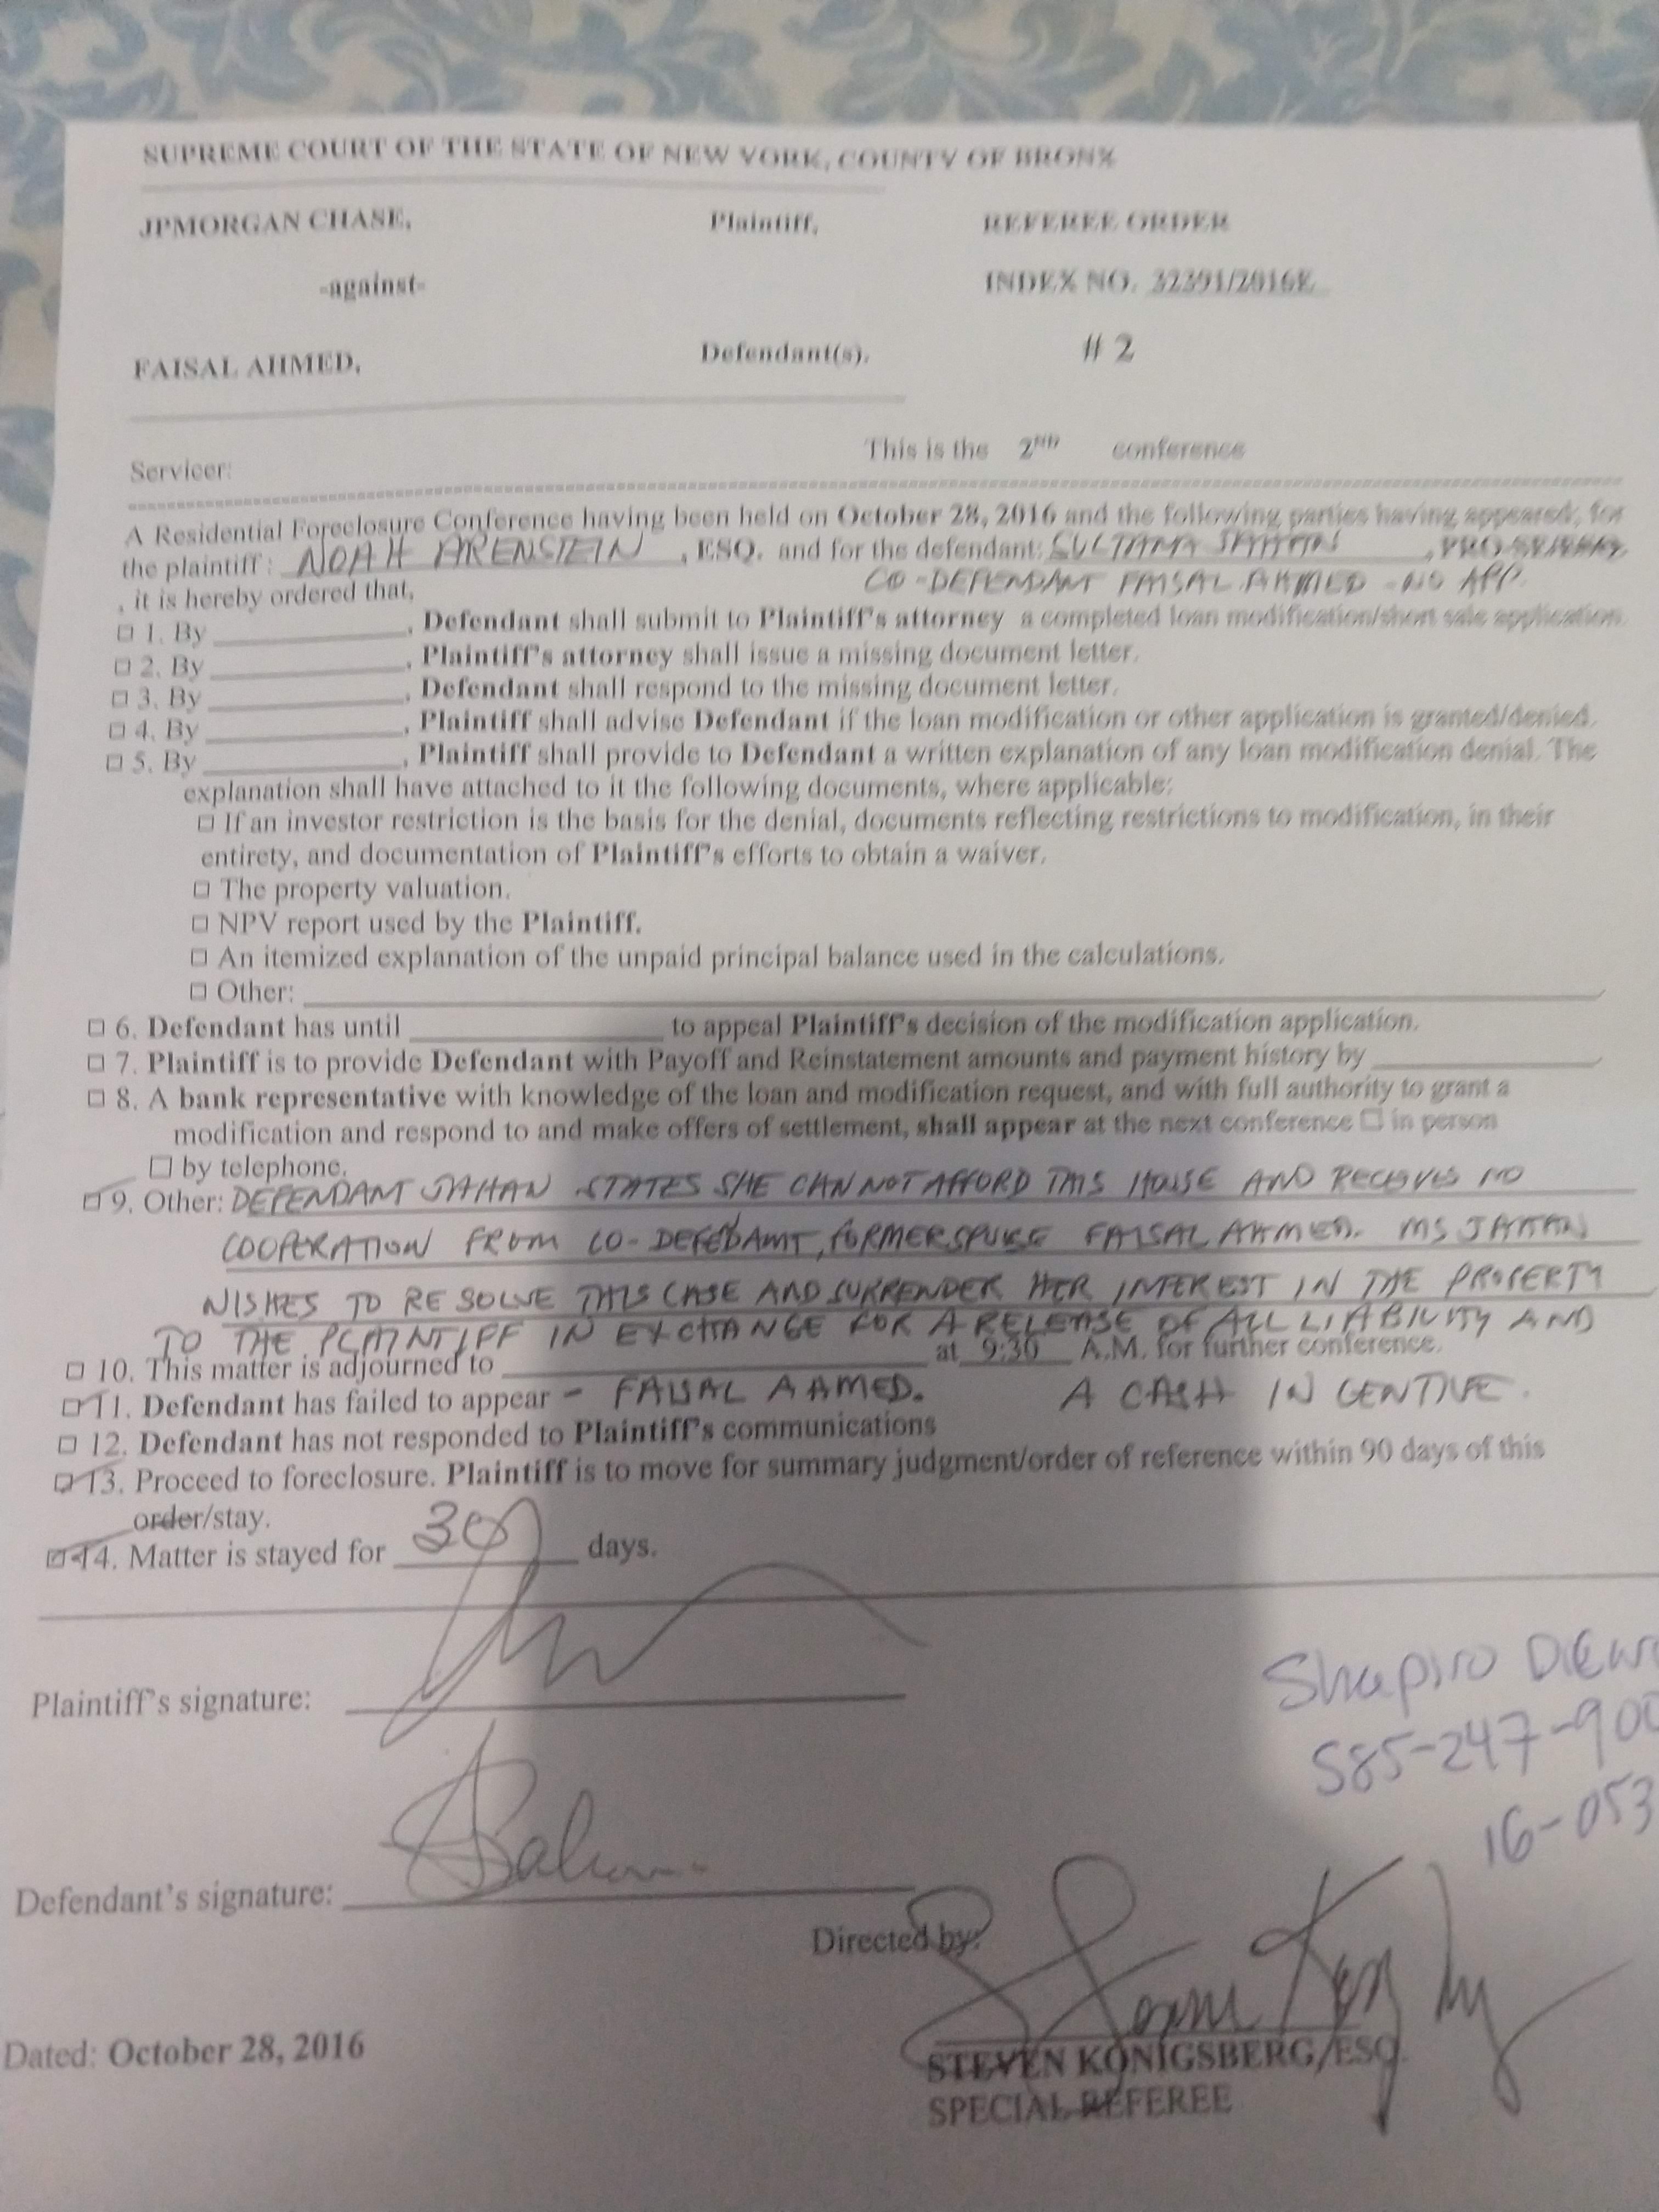 SUPREME COURT OF THE STATE OF NEW YORK, COUNTY OF BRONX
JPMORGAN CHASE, Plaintiff, REFEREE ORDER
-against- INDEX NO. 32391/2016E
FAISAL AHMED, Defendant(s). # 2
This is the 2ND conference
Servicer:
A Residential Foreclosure Conference having been held on October 28, 2016 and the following parties having appeared, for
the plaintiff: NOAH ARENSTEIN, ESQ. and for the defendant: SULTANA JAHAN
CO-DEFENDANT FAISAL AHMED - NO APP.
, it is hereby ordered that,
□ 1. By ________, Defendant shall submit to Plaintiff's attorney a completed loan modification/short sale application.
□ 2. By ________, Plaintiff's attorney shall issue a missing document letter.
□ 3. By ________, Defendant shall respond to the missing document letter.
□ 4. By ________, Plaintiff shall advise Defendant if the loan modification or other application is granted/denied.
□ 5. By ________, Plaintiff shall provide to Defendant a written explanation of any loan modification denial. The
explanation shall have attached to it the following documents, where applicable:
□ If an investor restriction is the basis for the denial, documents reflecting restrictions to modification, in their
entirety, and documentation of Plaintiff's efforts to obtain a waiver.
□ The property valuation.
□ NPV report used by the Plaintiff.
□ An itemized explanation of the unpaid principal balance used in the calculations.
□ Other: ________
□ 6. Defendant has until ________ to appeal Plaintiff's decision of the modification application.
□ 7. Plaintiff is to provide Defendant with Payoff and Reinstatement amounts and payment history by ________
□ 8. A bank representative with knowledge of the loan and modification request, and with full authority to grant a
modification and respond to and make offers of settlement, shall appear at the next conference □ in person
□ by telephone.
☑ 9. Other: DEFENDANT JAHAN STATES SHE CAN NOT AFFORD THIS HOUSE AND RECEIVES NO
COOPERATION FROM CO-DEFEDAMT, FORMER SPUSE FAISAL AHMED. MS JAHAN
WISHES TO RESOLVE THIS CASE AND SURRENDER HER INTEREST IN THE PROPERTY
TO THE PLAINTIFF IN EXCHANGE FOR A RELEASE OF ALL LIABILITY AND
□ 10. This matter is adjourned to ________ at 9:30 A.M. for further conference.
☑ 11. Defendant has failed to appear - FAISAL AHMED. A CASH INCENTIVE.
□ 12. Defendant has not responded to Plaintiff's communications
☑ 13. Proceed to foreclosure. Plaintiff is to move for summary judgment/order of reference within 90 days of this
order/stay.
☑ 14. Matter is stayed for 30 days.
Plaintiff's signature:
Shapiro
585-247-900
16-053
Defendant's signature:
Directed by:
Dated: October 28, 2016
STEVEN KONIGSBERG, ESQ.
SPECIAL REFEREE